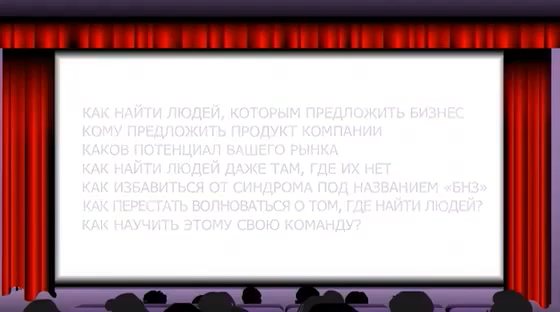 КАК НАЙТИ ЛЮДЕЙ, КОТОРЫМ ПРЕДЛОЖИТЬ БИЗНЕС
КОМУ ПРЕДЛОЖИТЬ ПРОДУКТ КОМПАНИИ
КАКОВ ПОТЕНЦИАЛ ВАШЕГО РЫНКА
КАК НАЙТИ ЛЮДЕЙ ДАЖЕ ТАМ, ГДЕ ИХ НЕТ
КАК ИЗБАВИТЬСЯ ОТ СИНДРОМА ПОД НАЗВАНИЕМ «БНЗ»
КАК ПЕРЕСТАТЬ ВОЛНОВАТЬСЯ О ТОМ, ГДЕ НАЙТИ ЛЮДЕЙ?
КАК НАУЧИТЬ ЭТОМУ СВОЮ КОМАНДУ?